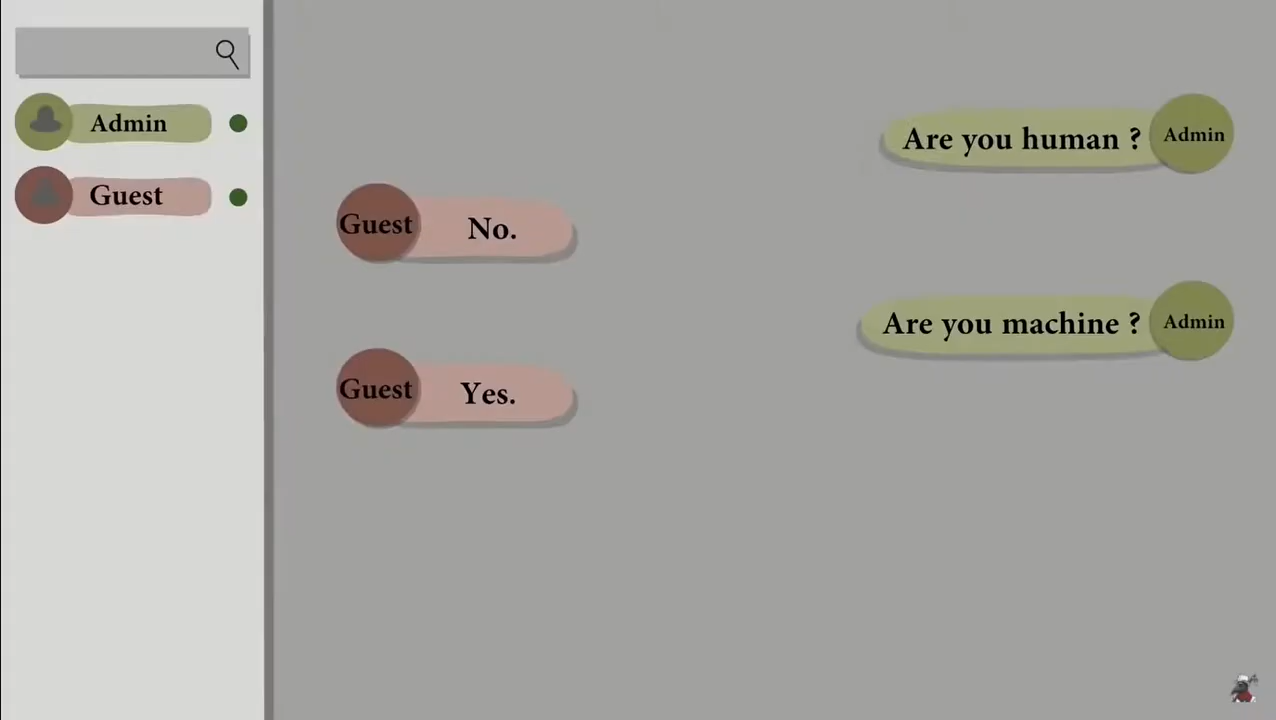 Admin
Guest
Are you human ?
Admin
Guest
No.
Are you machine ?
Admin
Guest
Yes.